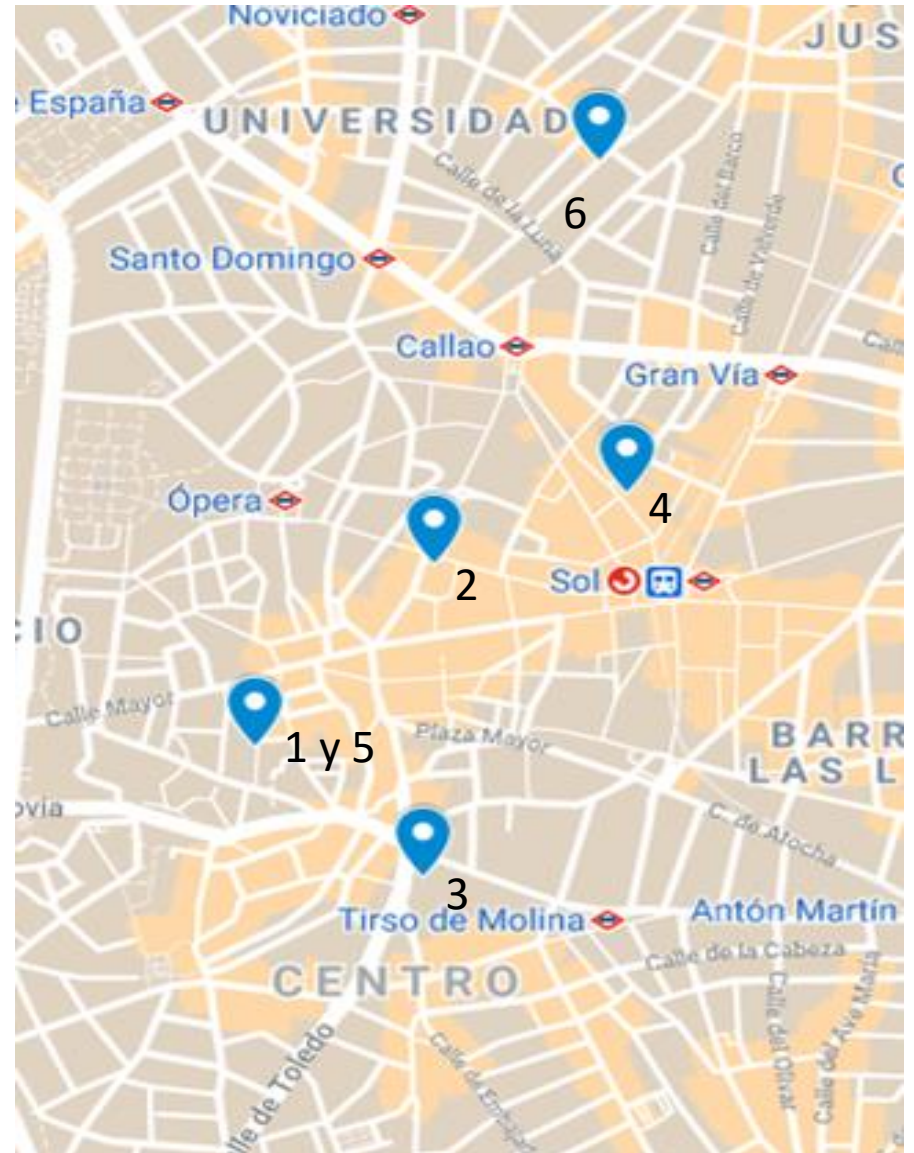 Noviciado
JUS
España
UNIVERSIDAD
Calle de la Luna
Calle del Barco
6
Calle de Valverde
Santo Domingo
Callao
Gran Vía
4
Ópera
2
Sol
CIO
Calle Mayor
1 y 5
Plaza Mayor
BARR
LAS L
ovia
C. de Atocha
3
Tirso de Molina
Antón Martín
Calle de la Cabeza
CENTRO
Calle del Olivar
Calle del Ave María
lle de Toledo
Calle de Embajad